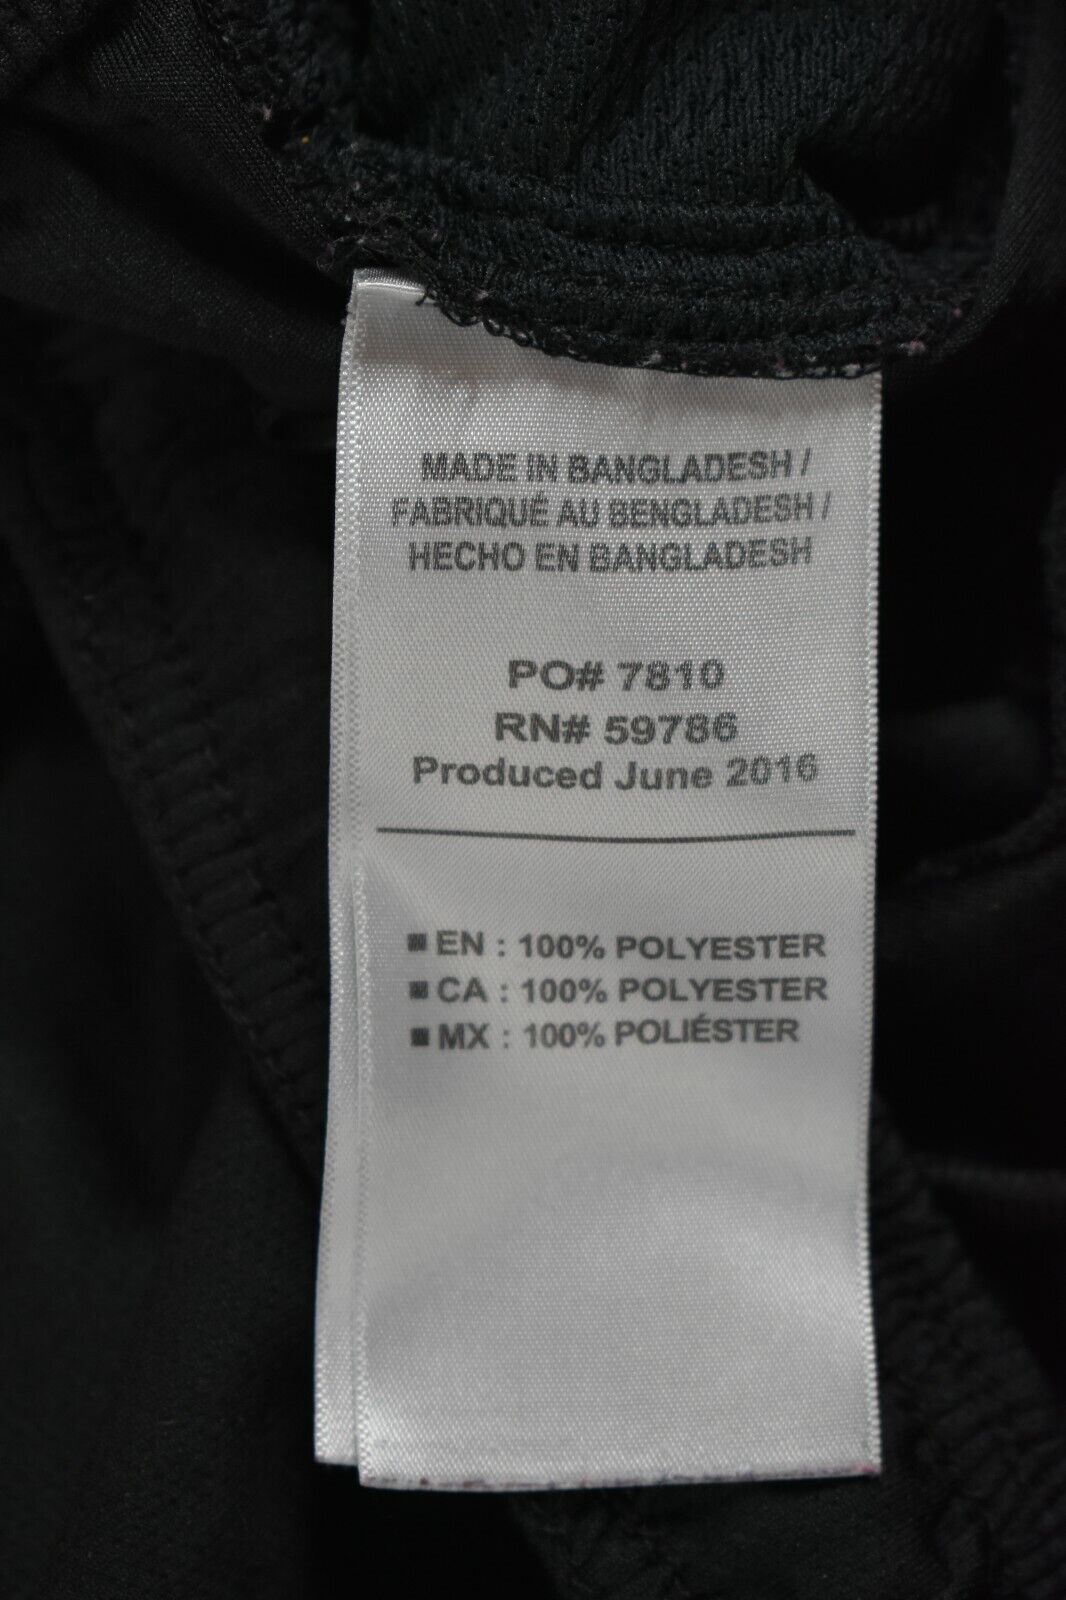 MADE IN BANGLADESH /
FABRIQUÉ AU BENGLADESH /
HECHO EN BANGLADESH
PO# 7810
RN# 59786
Produced June 2016
■ EN : 100% POLYESTER
■ CA : 100% POLYESTER
■ MX : 100% POLIÉSTER